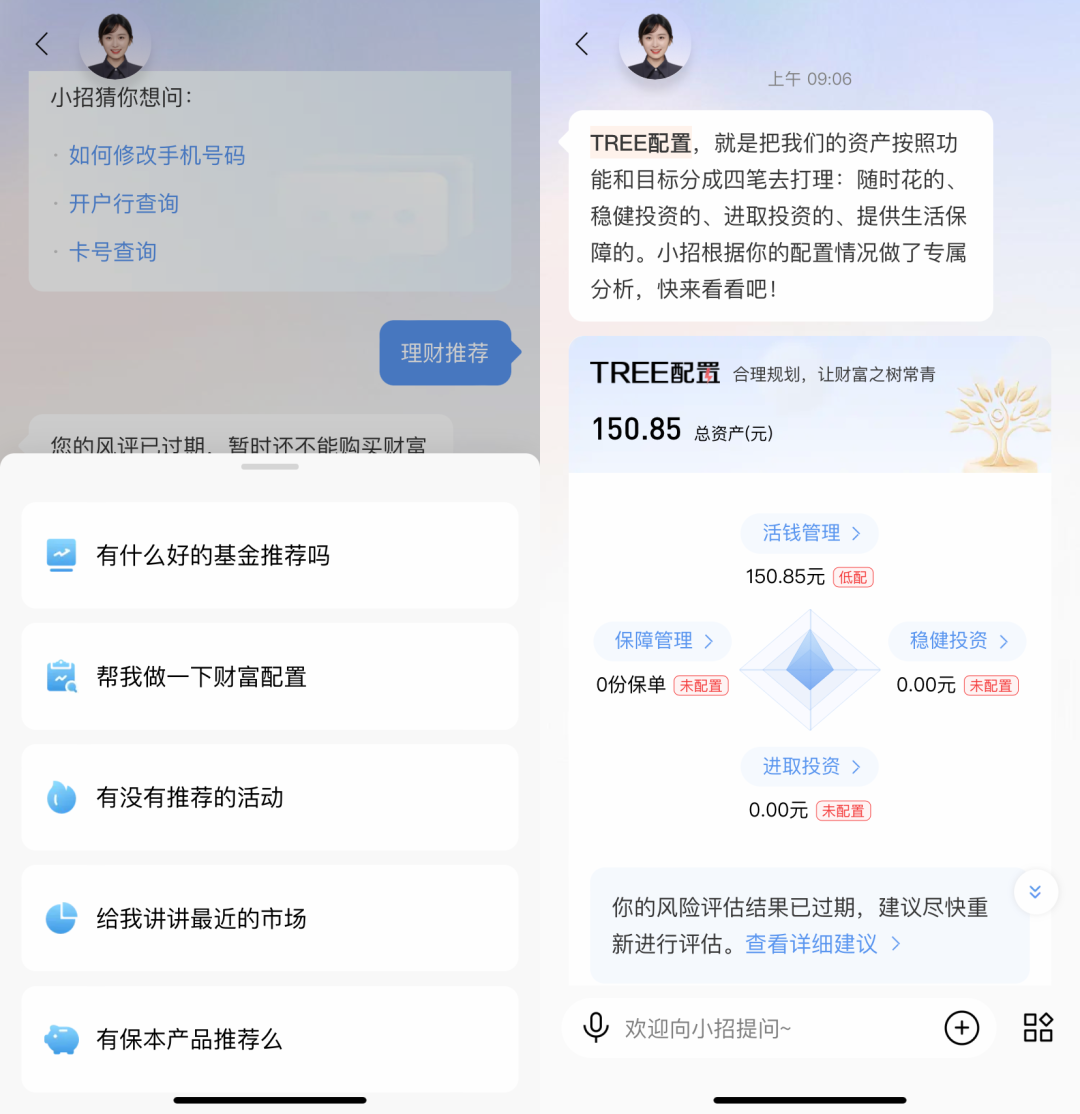 小招猜你想问：
· 如何修改手机号码
· 开户行查询
· 卡号查询
理财推荐
您的风评已过期，暂时还不能购买财富
有什么好的基金推荐吗
帮我做一下财富配置
有没有推荐的活动
给我讲讲最近的市场
有保本产品推荐么
上午 09:06
TREE配置，就是把我们的资产按照功
能和目标分成四笔去打理：随时花的、
稳健投资的、进取投资的、提供生活保
障的。小招根据你的配置情况做了专属
分析，快来看看吧！
TREE配置 合理规划，让财富之树常青
150.85 总资产(元)
活钱管理 >
150.85元 低配
保障管理 >
0份保单 未配置
稳健投资 >
0.00元 未配置
进取投资 >
0.00元 未配置
你的风险评估结果已过期，建议尽快重
新进行评估。查看详细建议 >
欢迎向小招提问~